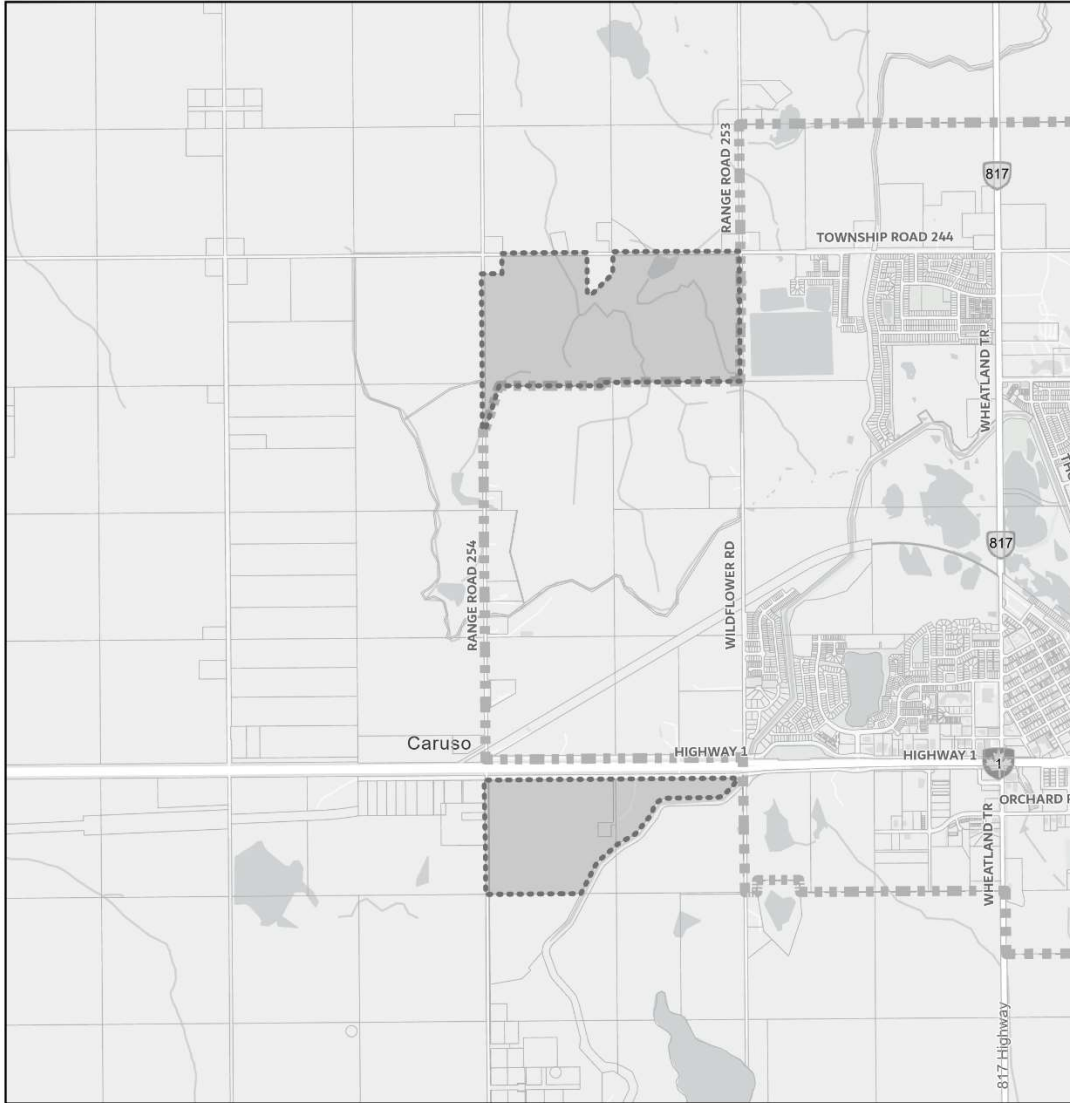 RANGE ROAD 253
817
TOWNSHIP ROAD 244
WHEATLAND TR
817
RANGE ROAD 254
WILDFLOWER RD
Caruso
HIGHWAY 1
HIGHWAY 1
1
ORCHARD
WHEATLAND TR
817 Highway